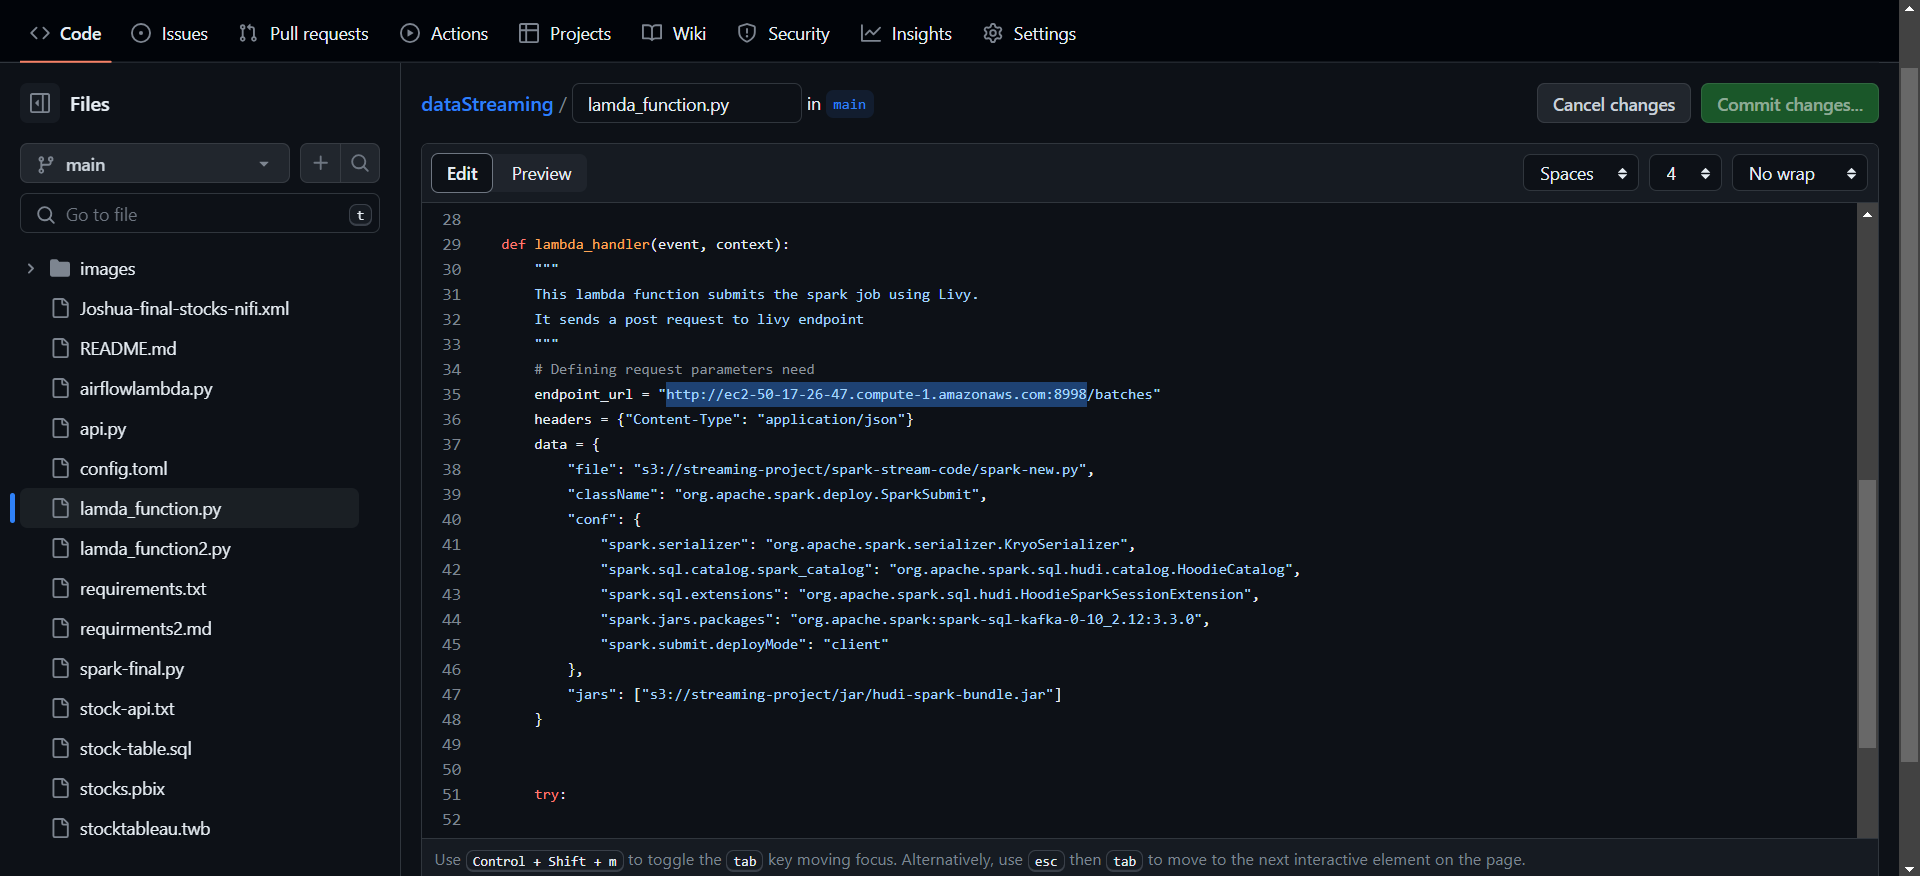 Code Issues Pull requests Actions Projects Wiki Security Insights Settings
Files
main
Go to file t
images
Joshua-final-stocks-nifi.xml
README.md
airflowlambda.py
api.py
config.toml
lamda_function.py
lamda_function2.py
requirements.txt
requirments2.md
spark-final.py
stock-api.txt
stock-table.sql
stocks.pbix
stocktableau.twb
dataStreaming / lamda_function.py in main Cancel changes Commit changes...
Edit Preview Spaces 4 No wrap
28
29 def lambda_handler(event, context):
30     """
31     This lambda function submits the spark job using Livy.
32     It sends a post request to livy endpoint
33     """
34     # Defining request parameters need
35     endpoint_url = "http://ec2-50-17-26-47.compute-1.amazonaws.com:8998/batches"
36     headers = {"Content-Type": "application/json"}
37     data = {
38         "file": "s3://streaming-project/spark-stream-code/spark-new.py",
39         "className": "org.apache.spark.deploy.SparkSubmit",
40         "conf": {
41             "spark.serializer": "org.apache.spark.serializer.KryoSerializer",
42             "spark.sql.catalog.spark_catalog": "org.apache.spark.sql.hudi.catalog.HoodieCatalog",
43             "spark.sql.extensions": "org.apache.spark.sql.hudi.HoodieSparkSessionExtension",
44             "spark.jars.packages": "org.apache.spark:spark-sql-kafka-0-10_2.12:3.3.0",
45             "spark.submit.deployMode": "client"
46         },
47         "jars": ["s3://streaming-project/jar/hudi-spark-bundle.jar"]
48     }
49
50
51     try:
52
Use Control + Shift + m to toggle the tab key moving focus. Alternatively, use esc then tab to move to the next interactive element on the page.